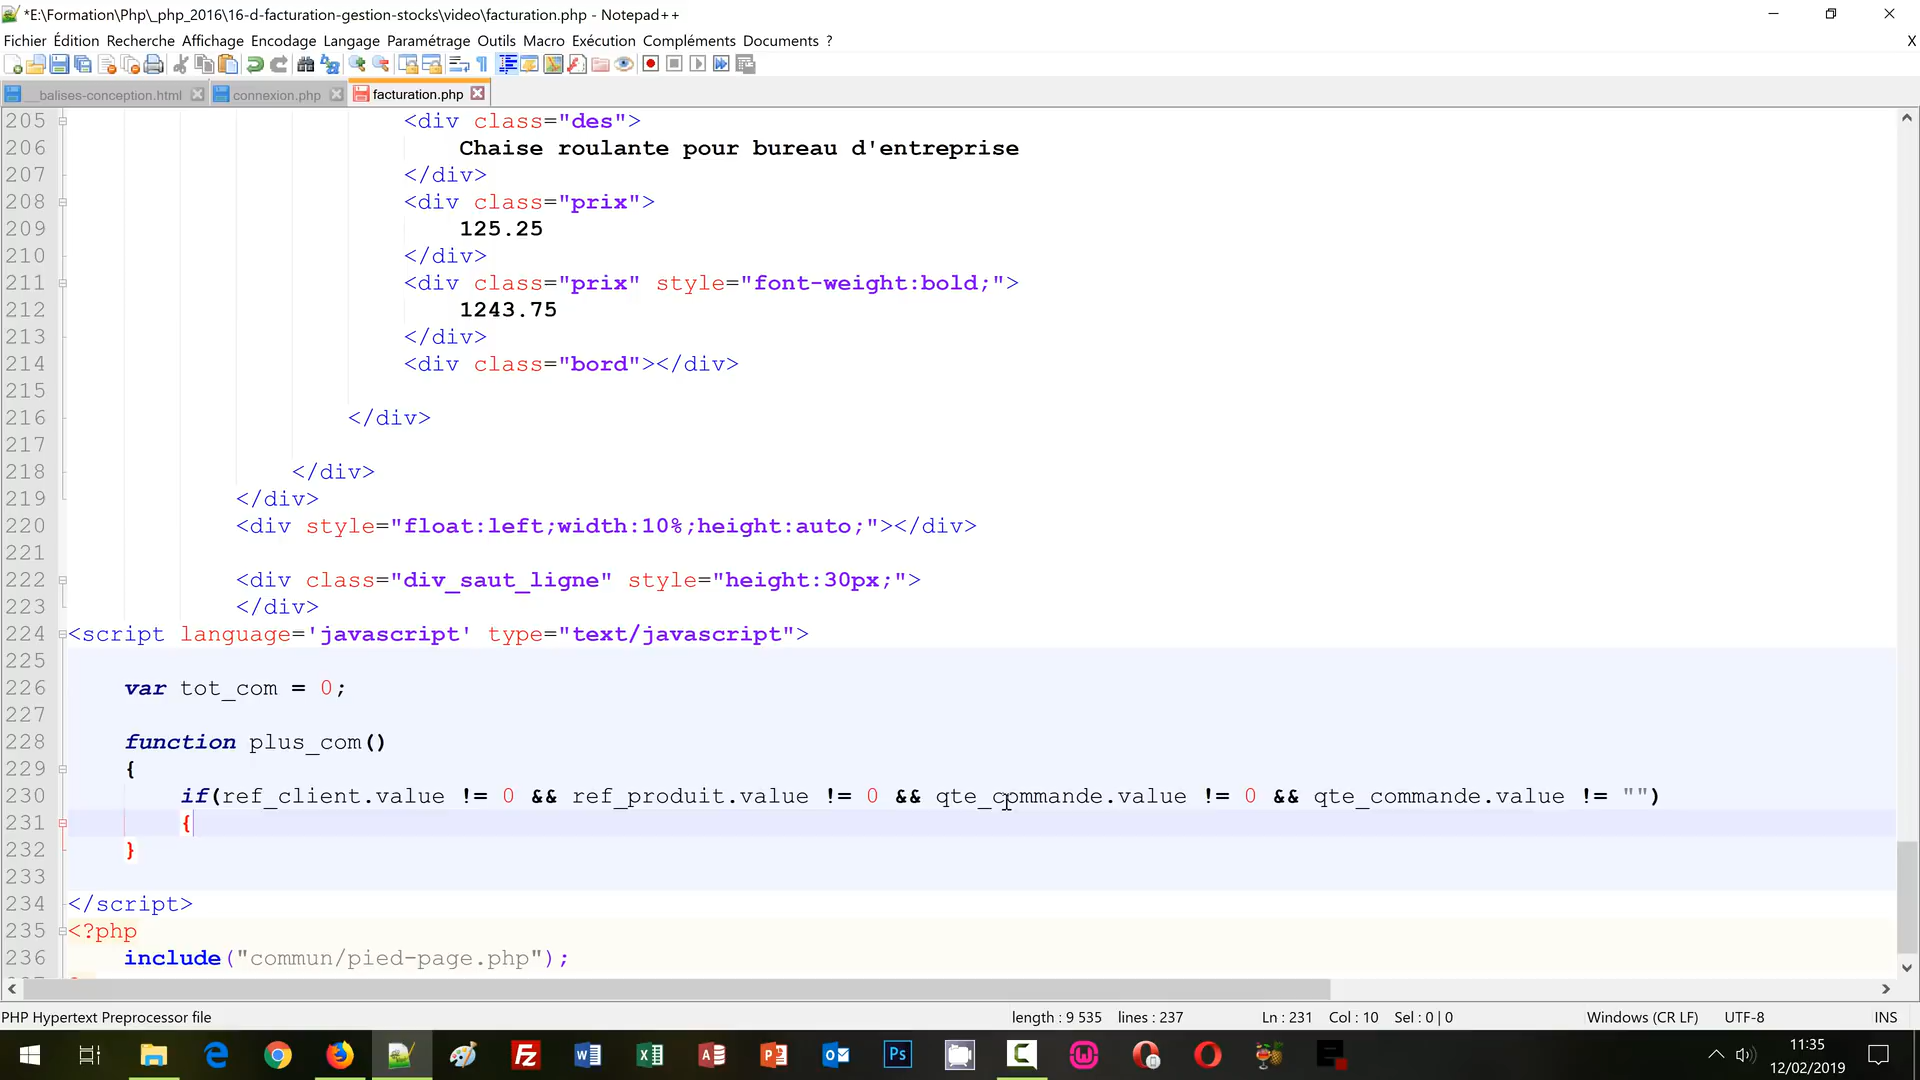 *E:\Formation\Php\_php_2016\16-d-facturation-gestion-stocks\video\facturation.php - Notepad++
Fichier Édition Recherche Affichage Encodage Langage Paramétrage Outils Macro Exécution Compléments Documents ?
X
__balises-conception.html connexion.php facturation.php
205 <div class="des">
206 Chaise roulante pour bureau d'entreprise
207 </div>
208 <div class="prix">
209 125.25
210 </div>
211 <div class="prix" style="font-weight:bold;">
212 1243.75
213 </div>
214 <div class="bord"></div>
215
216 </div>
217
218 </div>
219 </div>
220 <div style="float:left;width:10%;height:auto;"></div>
221
222 <div class="div_saut_ligne" style="height:30px;">
223 </div>
224 <script language='javascript' type="text/javascript">
225
226 var tot_com = 0;
227
228 function plus_com()
229 {
230 if(ref_client.value != 0 && ref_produit.value != 0 && qte_commande.value != 0 && qte_commande.value != "")
231 {
232 }
233
234 </script>
235 <?php
236 include("commun/pied-page.php");
PHP Hypertext Preprocessor file length : 9 535 lines : 237 Ln : 231 Col : 10 Sel : 0 | 0 Windows (CR LF) UTF-8 INS
11:35
12/02/2019